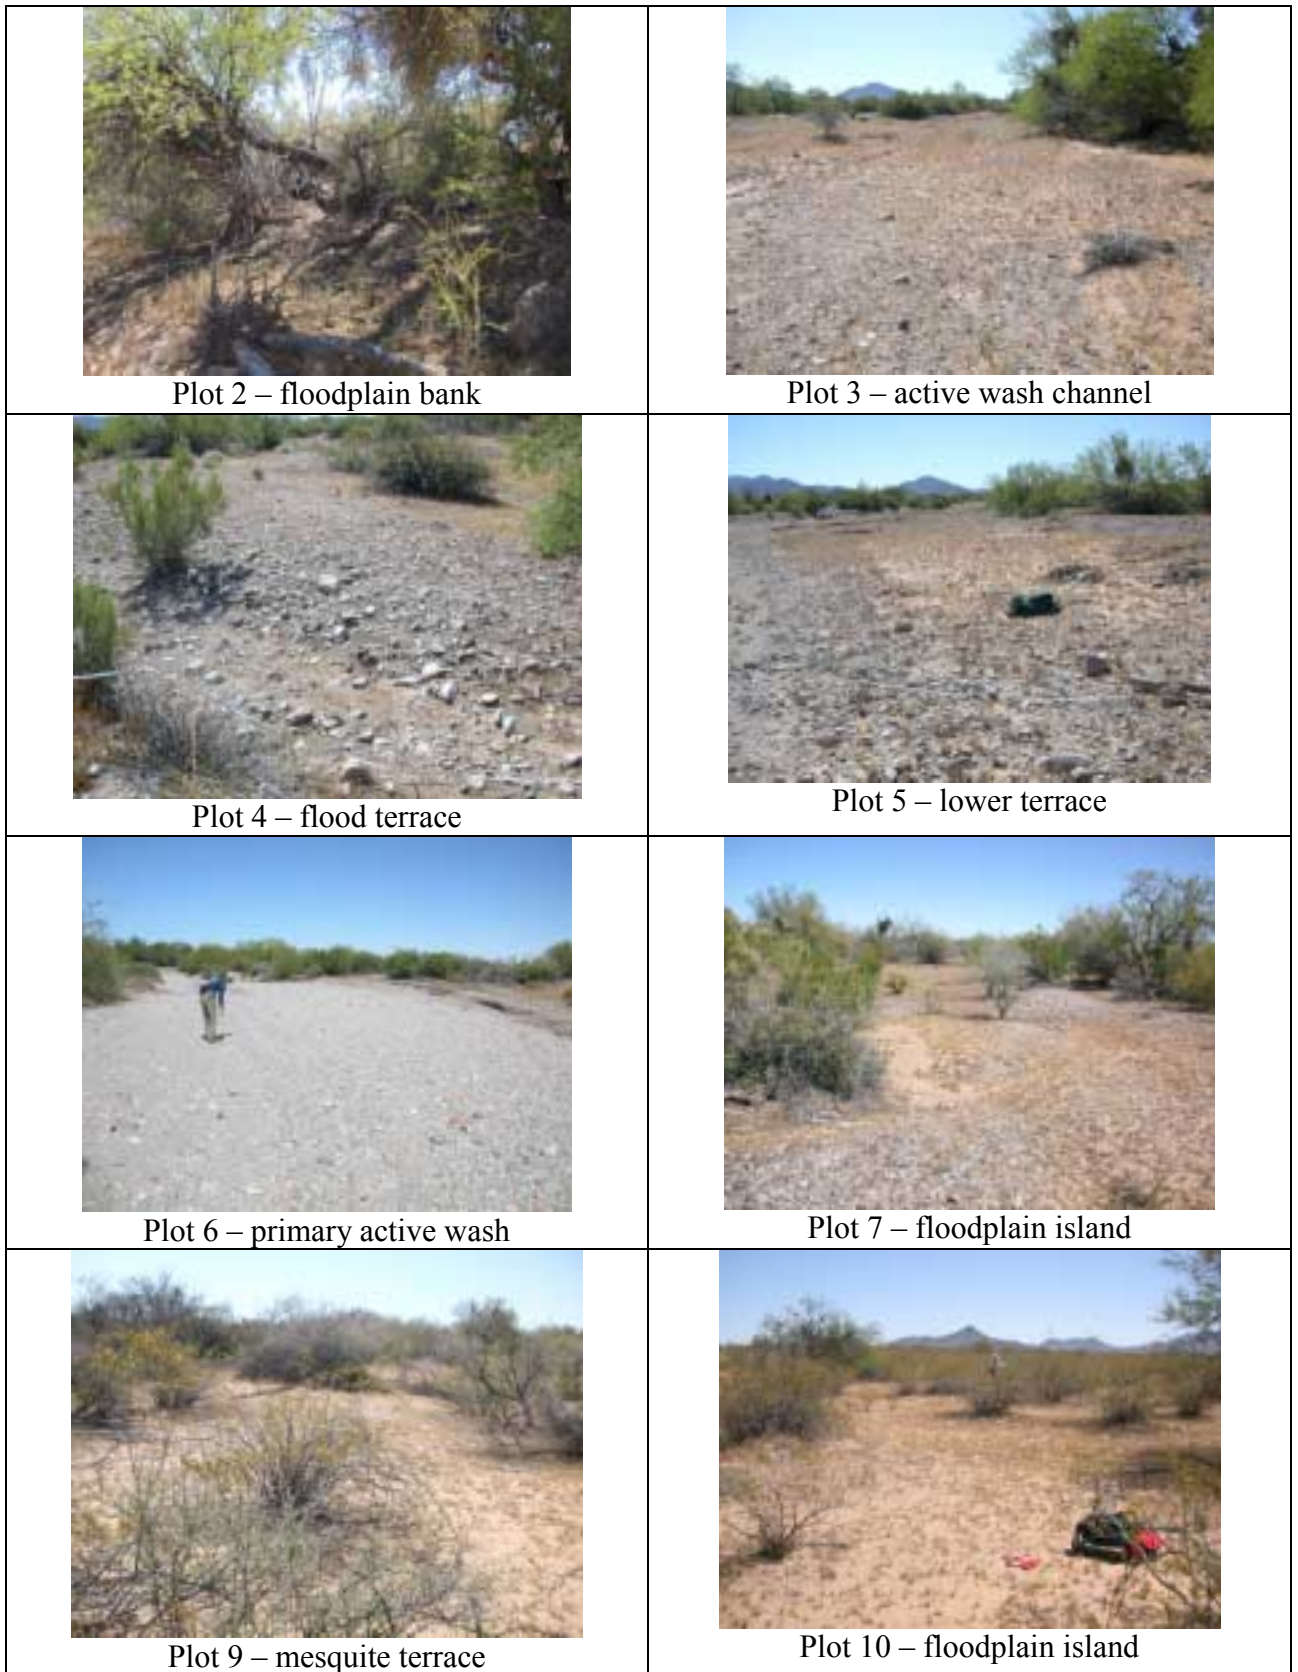 Plot 2 – floodplain bank
Plot 3 – active wash channel
Plot 4 – flood terrace
Plot 5 – lower terrace
Plot 6 – primary active wash
Plot 7 – floodplain island
Plot 9 – mesquite terrace
Plot 10 – floodplain island